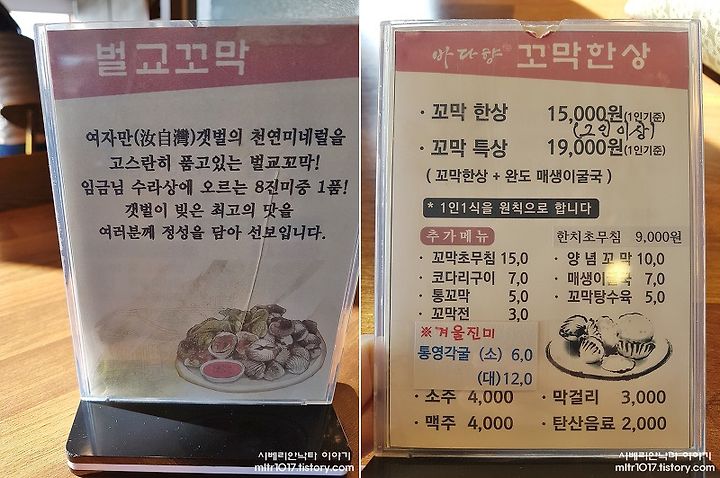 벌교꼬막
여자만(汝自灣)갯벌의 천연미네럴을
고스란히 품고있는 벌교꼬막!
임금님 수라상에 오르는 8진미중 1품!
갯벌이 빚은 최고의 맛을
여러분께 정성을 담아 선보입니다.
바다향 꼬막한상
· 꼬막 한상 15,000원(1인기준)
(2인이상)
· 꼬막 특상 19,000원(1인기준)
( 꼬막한상 + 완도 매생이굴국 )
* 1인1식을 원칙으로 합니다
추가메뉴 한치초무침 9,000원
· 꼬막초무침 15,0 · 양념꼬막 10,0
· 코다리구이 7,0 · 매생이굴국 7,0
· 통꼬막 5,0 · 꼬막탕수육 5,0
· 꼬막전 3,0
※겨울진미
통영각굴 (소) 6,0
(대) 12,0
· 소주 4,000 · 막걸리 3,000
· 맥주 4,000 · 탄산음료 2,000
시베리안낙타 이야기
mltr1017.tistory.com
시베리안낙타 이야기
mltr1017.tistory.com